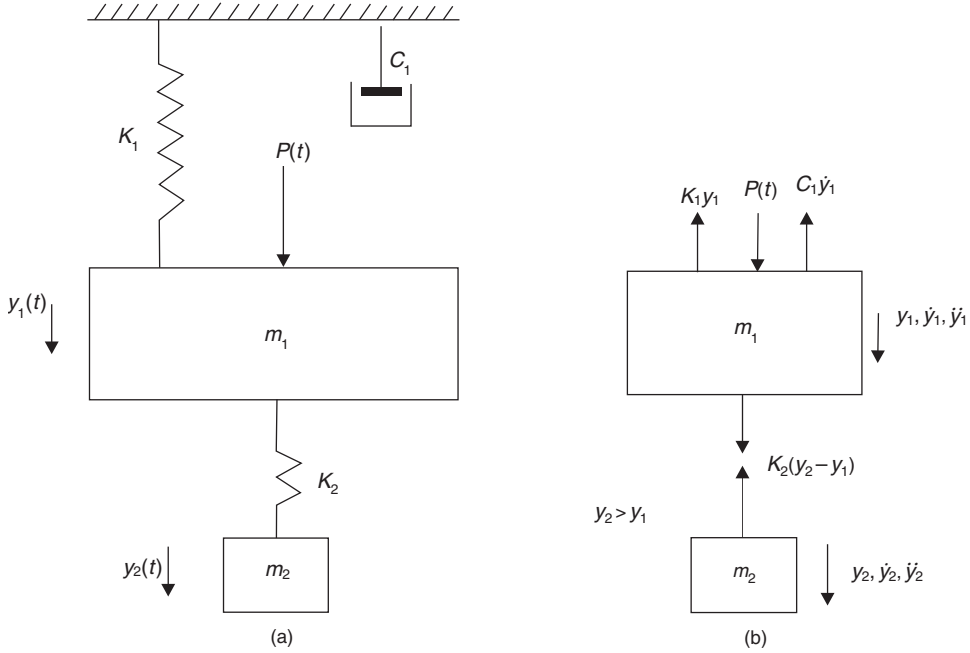 C₁
K₁
P(t)
y₁(t)
m₁
K₂
y₂(t)
m₂
(a)
K₁y₁
P(t)
C₁ẏ₁
m₁
y₁, ẏ₁, ÿ₁
K₂(y₂ − y₁)
y₂ > y₁
m₂
y₂, ẏ₂, ÿ₂
(b)